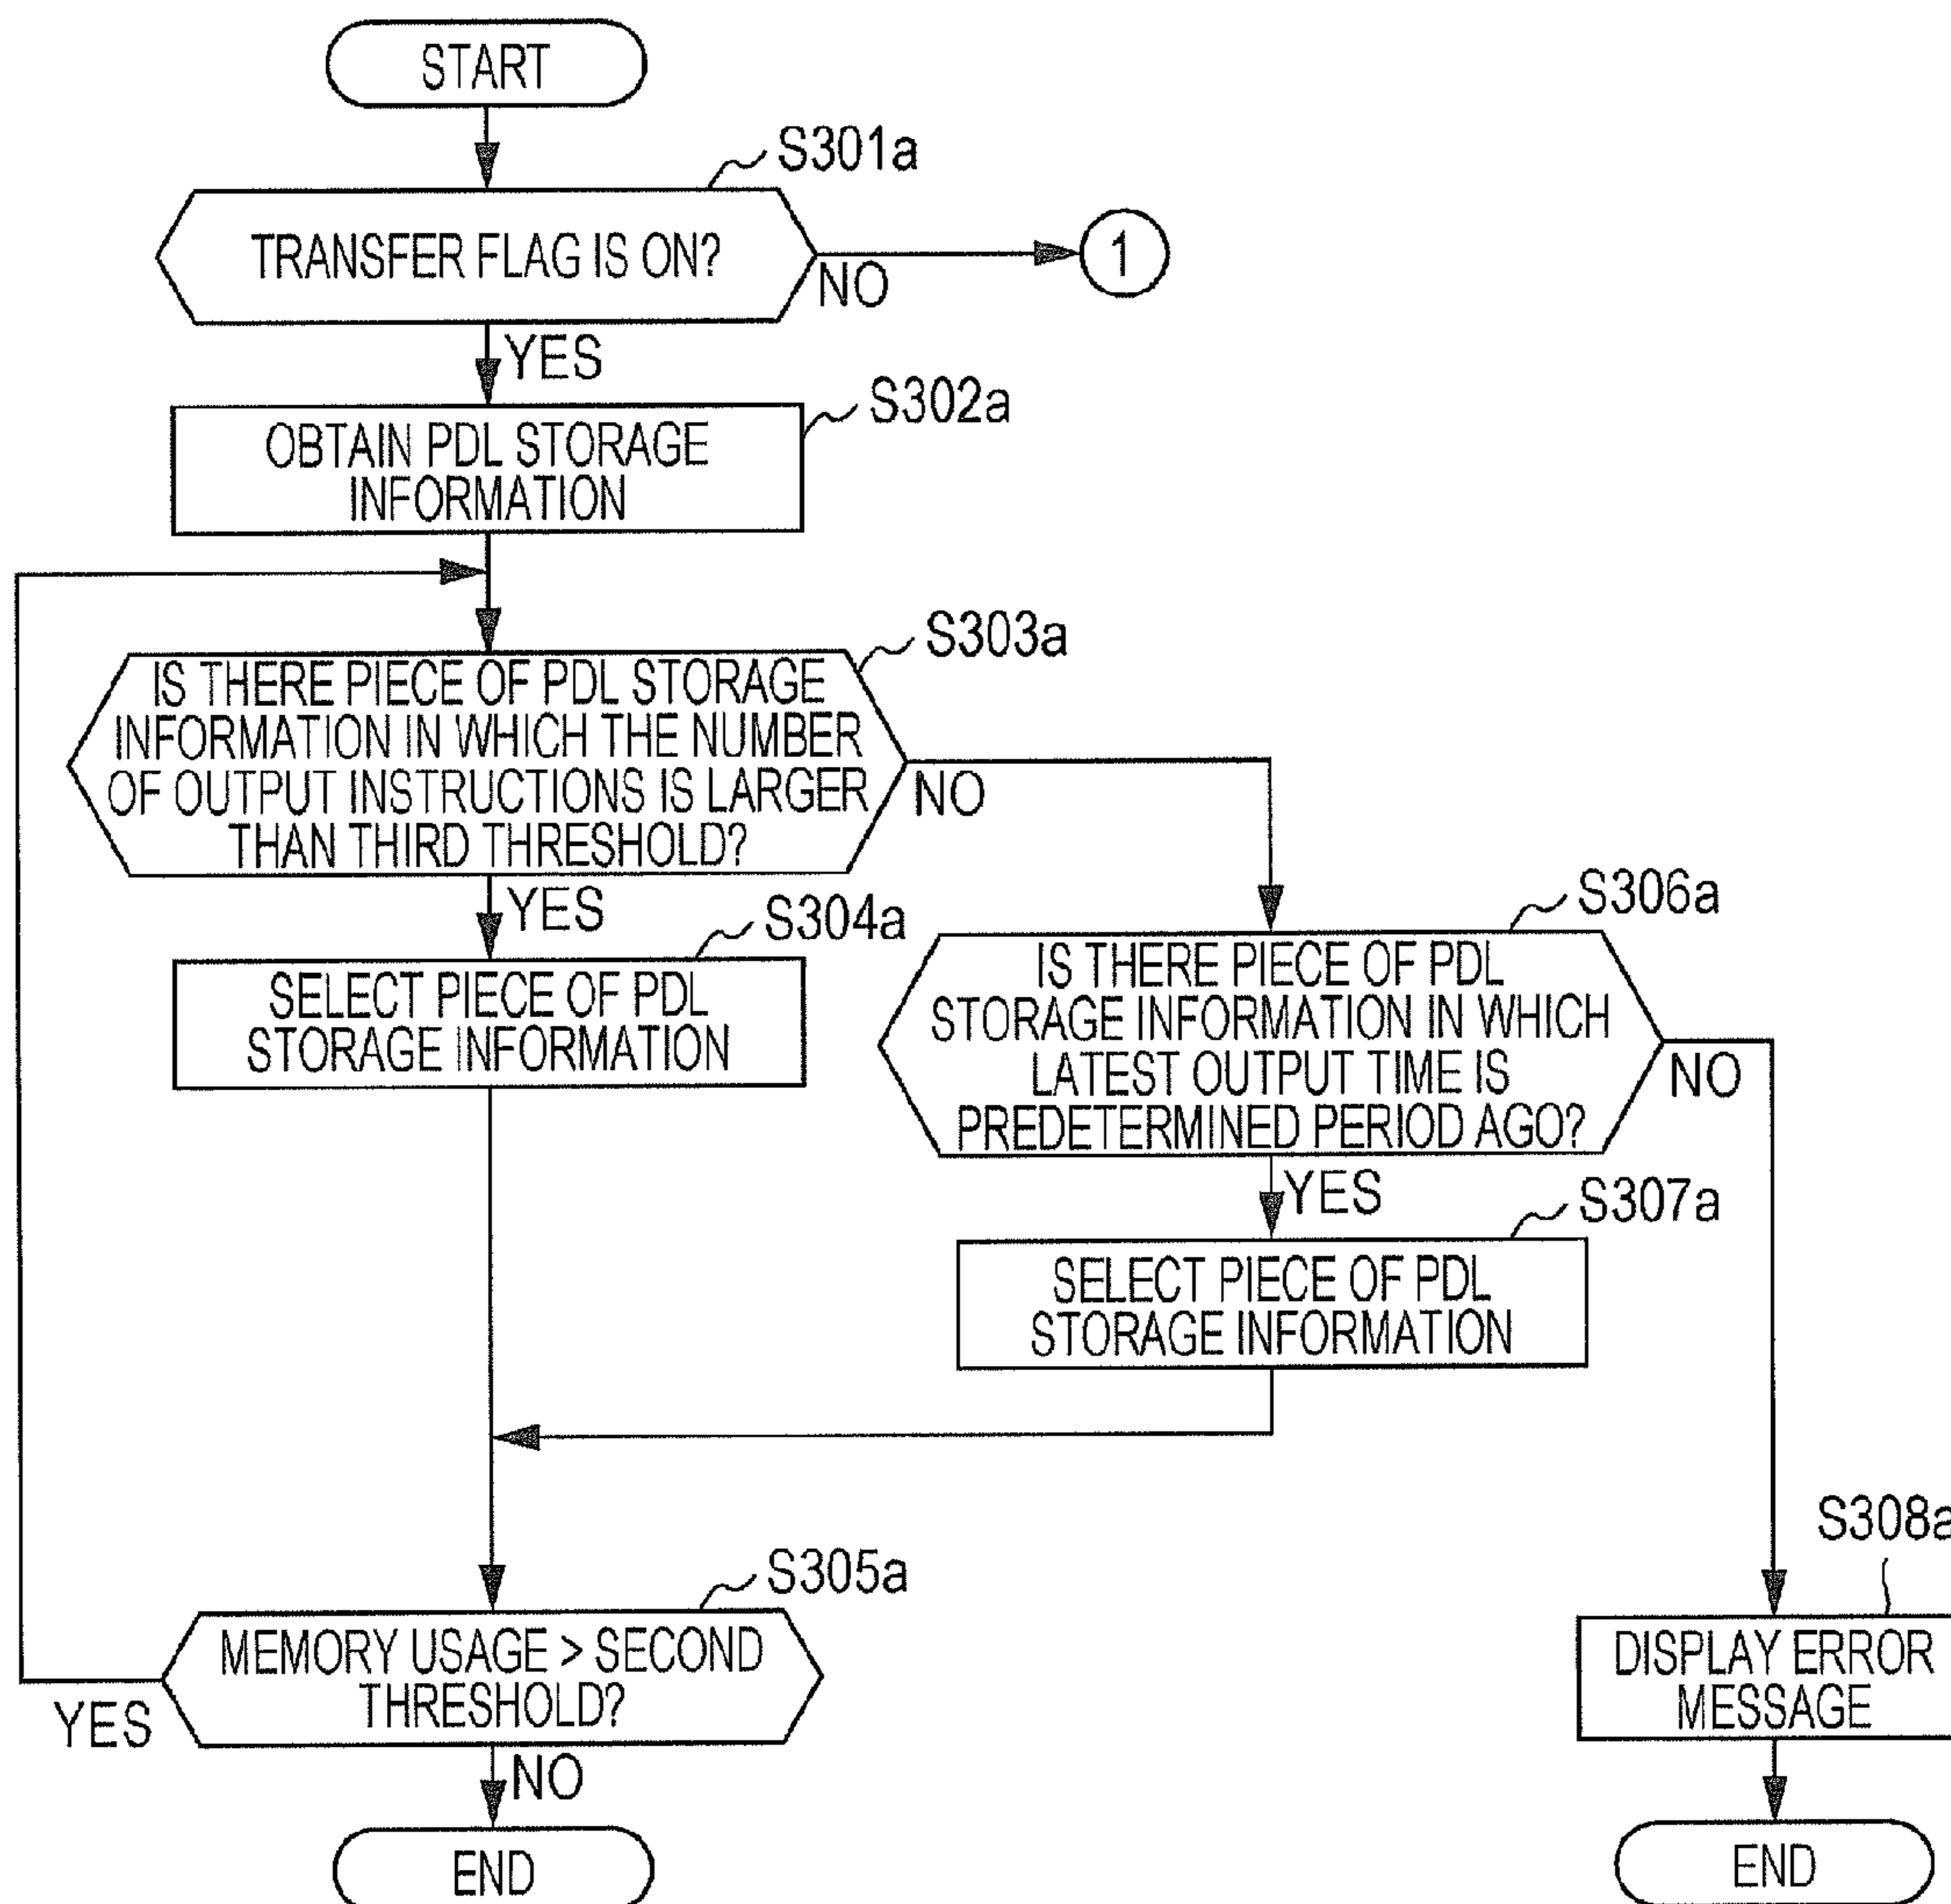 START
S301a
TRANSFER FLAG IS ON?
NO
1
YES
S302a
OBTAIN PDL STORAGE
INFORMATION
S303a
IS THERE PIECE OF PDL STORAGE
INFORMATION IN WHICH THE NUMBER
OF OUTPUT INSTRUCTIONS IS LARGER
THAN THIRD THRESHOLD?
NO
YES
S304a
SELECT PIECE OF PDL
STORAGE INFORMATION
S306a
IS THERE PIECE OF PDL
STORAGE INFORMATION IN WHICH
LATEST OUTPUT TIME IS
PREDETERMINED PERIOD AGO?
NO
YES
S307a
SELECT PIECE OF PDL
STORAGE INFORMATION
S305a
MEMORY USAGE > SECOND
THRESHOLD?
YES
NO
END
S308a
DISPLAY ERROR
MESSAGE
END